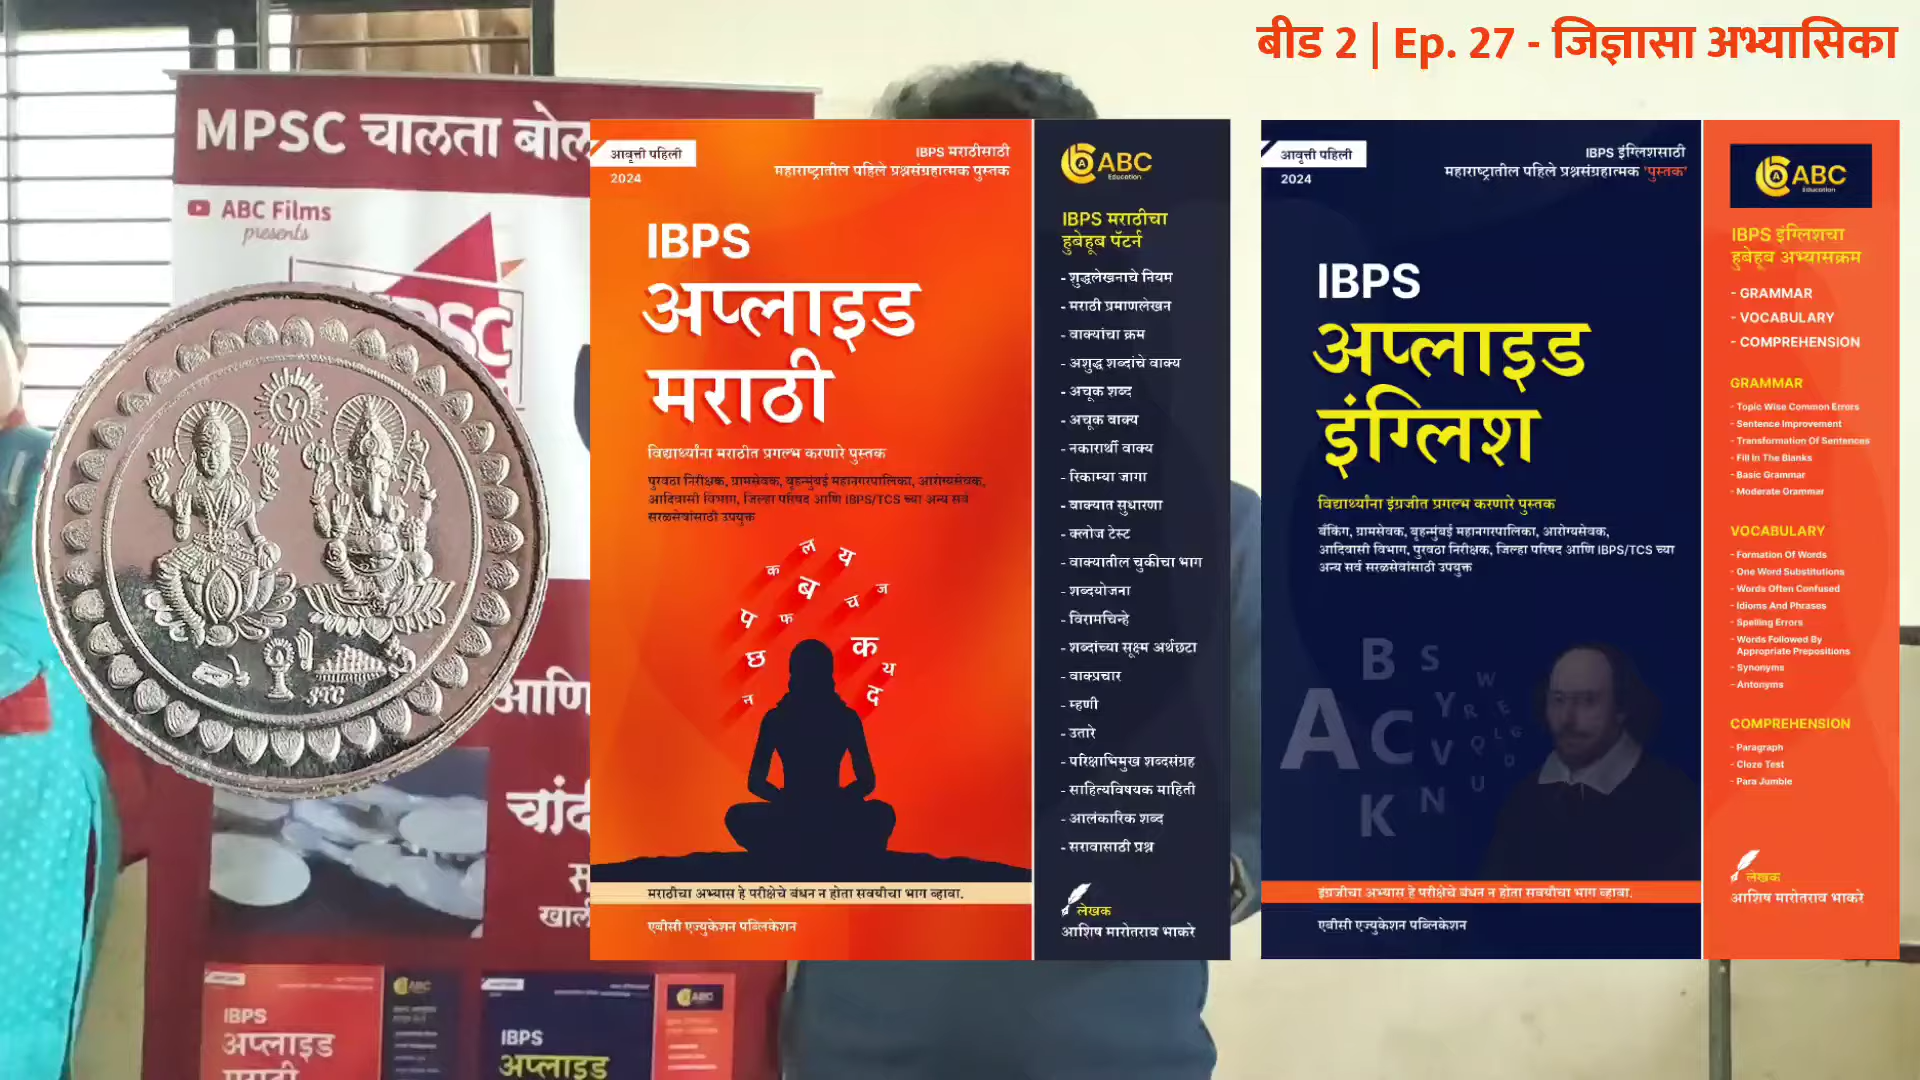 बीड 2 | Ep. 27 - जिज्ञासा अभ्यासिका
MPSC चालता बोल
ABC Films
presents
PSC
आणि
चांदी
खाली
आवृत्ती पहिली
2024
IBPS मराठीसाठी
महाराष्ट्रातील पहिले प्रश्नसंग्रहात्मक पुस्तक
IBPS
अप्लाइड
मराठी
विद्यार्थ्यांना मराठीत प्रगल्भ करणारे पुस्तक
पुरवठा निरीक्षक, ग्रामसेवक, बृहन्मुंबई महानगरपालिका, आरोग्यसेवक,
आदिवासी विभाग, जिल्हा परिषद आणि IBPS/TCS च्या अन्य सर्व
सरळसेवांसाठी उपयुक्त
ल य
क ब ज
प फ च
छ क
य
न द
मराठीचा अभ्यास हे परीक्षेचे बंधन न होता सवयीचा भाग व्हावा.
एबीसी एज्युकेशन पब्लिकेशन
ABC
Education
IBPS मराठीचा
हुबेहूब पॅटर्न
- शुद्धलेखनाचे नियम
- मराठी प्रमाणलेखन
- वाक्यांचा क्रम
- अशुद्ध शब्दांचे वाक्य
- अचूक शब्द
- अचूक वाक्य
- नकारार्थी वाक्य
- रिकाम्या जागा
- वाक्यात सुधारणा
- क्लोज टेस्ट
- वाक्यातील चुकीचा भाग
- शब्दयोजना
- विरामचिन्हे
- शब्दांच्या सूक्ष्म अर्थछटा
- वाक्प्रचार
- म्हणी
- उतारे
- परिक्षाभिमुख शब्दसंग्रह
- साहित्यविषयक माहिती
- आलंकारिक शब्द
- सरावासाठी प्रश्न
लेखक
आशिष मारोतराव भाकरे
आवृत्ती पहिली
2024
IBPS इंग्लिशसाठी
महाराष्ट्रातील पहिले प्रश्नसंग्रहात्मक 'पुस्तक'
IBPS
अप्लाइड
इंग्लिश
विद्यार्थ्यांना इंग्रजीत प्रगल्भ करणारे पुस्तक
बँकिंग, ग्रामसेवक, बृहन्मुंबई महानगरपालिका, आरोग्यसेवक,
आदिवासी विभाग, पुरवठा निरीक्षक, जिल्हा परिषद आणि IBPS/TCS च्या
अन्य सर्व सरळसेवांसाठी उपयुक्त
B S
A C Y R W E
V Q L G
K N U D
इंग्रजीचा अभ्यास हे परीक्षेचे बंधन न होता सवयीचा भाग व्हावा.
एबीसी एज्युकेशन पब्लिकेशन
ABC
Education
IBPS इंग्लिशचा
हुबेहूब अभ्यासक्रम
- GRAMMAR
- VOCABULARY
- COMPREHENSION
GRAMMAR
- Topic Wise Common Errors
- Sentence Improvement
- Transformation Of Sentences
- Fill In The Blanks
- Basic Grammar
- Moderate Grammar
VOCABULARY
- Formation Of Words
- One Word Substitutions
- Words Often Confused
- Idioms And Phrases
- Spelling Errors
- Words Followed By
Appropriate Prepositions
- Synonyms
- Antonyms
COMPREHENSION
- Paragraph
- Cloze Test
- Para Jumble
लेखक
आशिष मारोतराव भाकरे
IBPS
अप्लाइड
मराठी
ABC
IBPS
अप्लाइड
ABC